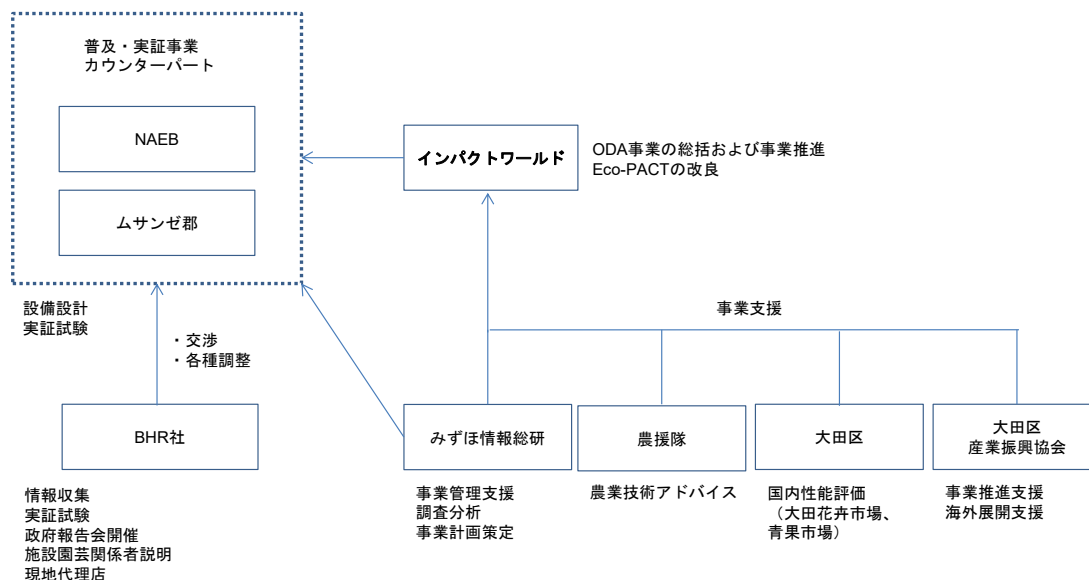 普及・実証事業
カウンターパート
NAEB
ムサンゼ郡
設備設計
実証試験
インパクトワールド
ODA事業の総括および事業推進
Eco-PACTの改良
・交渉
・各種調整
事業支援
BHR社
情報収集
実証試験
政府報告会開催
施設園芸関係者説明
現地代理店
みずほ情報総研
事業管理支援
調査分析
事業計画策定
農援隊
農業技術アドバイス
大田区
国内性能評価
（大田花卉市場、
青果市場）
大田区
産業振興協会
事業推進支援
海外展開支援